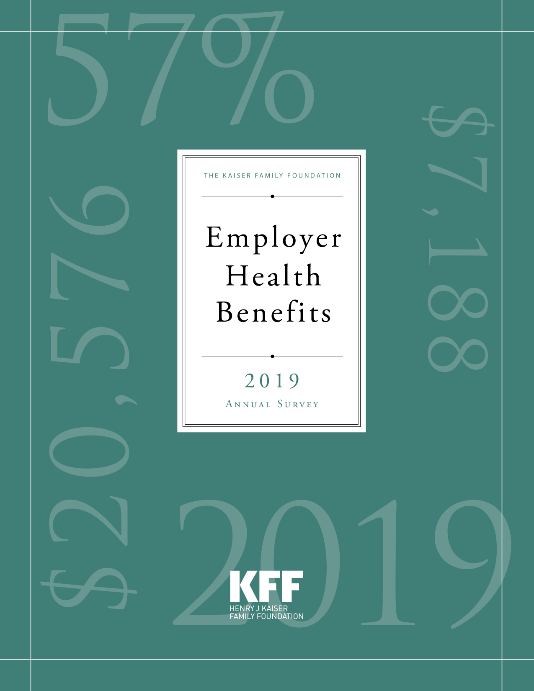 57%
$7,188
$20,576
THE KAISER FAMILY FOUNDATION
Employer
Health
Benefits
2019
ANNUAL SURVEY
2019
KFF
HENRY J KAISER
FAMILY FOUNDATION